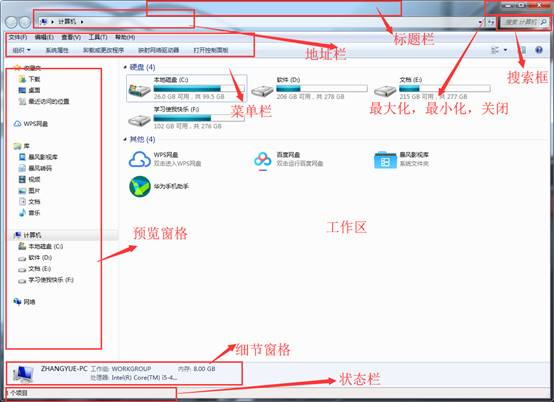 标题栏
计算机
搜索 计算机
文件(F) 编辑(E) 查看(V) 工具(T) 帮助(H)
地址栏
组织 系统属性 卸载或更改程序 映射网络驱动器 打开控制面板
搜索框
收藏夹
下载
桌面
最近访问的位置
WPS网盘
库
暴风影视库
暴风转码
视频
图片
文档
音乐
计算机
本地磁盘 (C:)
软件 (D:)
文档 (E:)
学习使我快乐 (F:)
网络
预览窗格
硬盘 (4)
本地磁盘 (C:)
26.0 GB 可用，共 99.5 GB
软件 (D:)
206 GB 可用，共 278 GB
文档 (E:)
215 GB 可用，共 277 GB
菜单栏
最大化，最小化，关闭
学习使我快乐 (F:)
102 GB 可用，共 276 GB
其他 (4)
WPS网盘
双击进入WPS网盘
百度网盘
双击运行百度网盘
暴风影视库
系统文件夹
华为手机助手
工作区
细节窗格
ZHANGYUE-PC 工作组: WORKGROUP 内存: 8.00 GB
处理器: Intel(R) Core(TM) i5-4...
状态栏
个项目